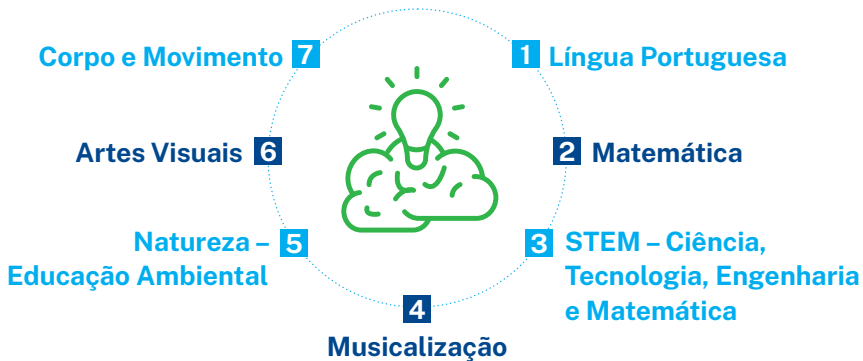 1 Língua Portuguesa
2 Matemática
3 STEM – Ciência,
Tecnologia, Engenharia
e Matemática
4
Musicalização
5 Natureza –
Educação Ambiental
6 Artes Visuais
7 Corpo e Movimento